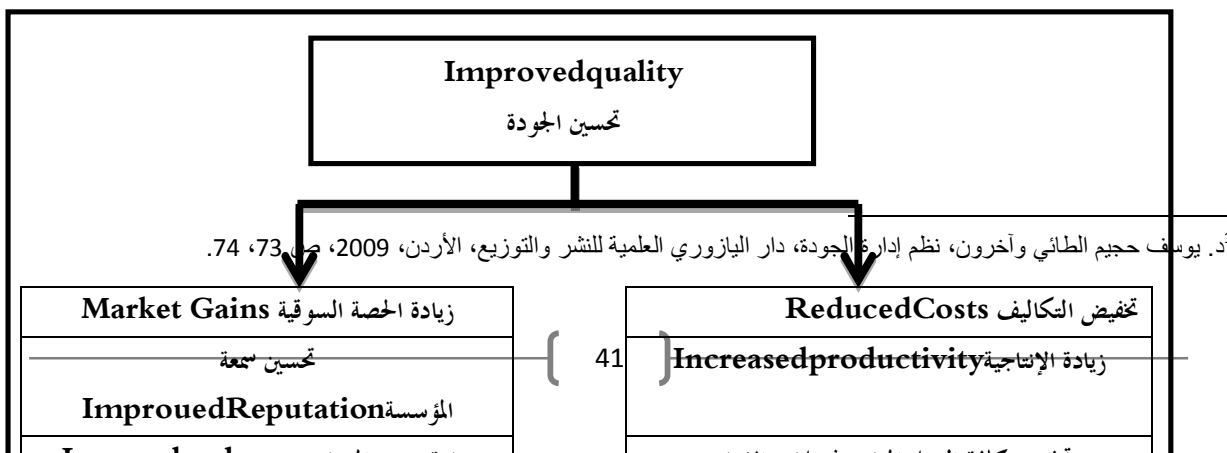 Improvedquality
تحسين الجودة
د. يوسف حجيم الطائي وآخرون، نظم إدارة الجودة، دار اليازوري العلمية للنشر والتوزيع، الأردن، 2009، ص 73، 74.
تخفيض التكاليف ReducedCosts
زيادة الحصة السوقية Market Gains
زيادة الإنتاجيةIncreasedproductivity
تحسين سمعة
المؤسسةImprouedReputation
41